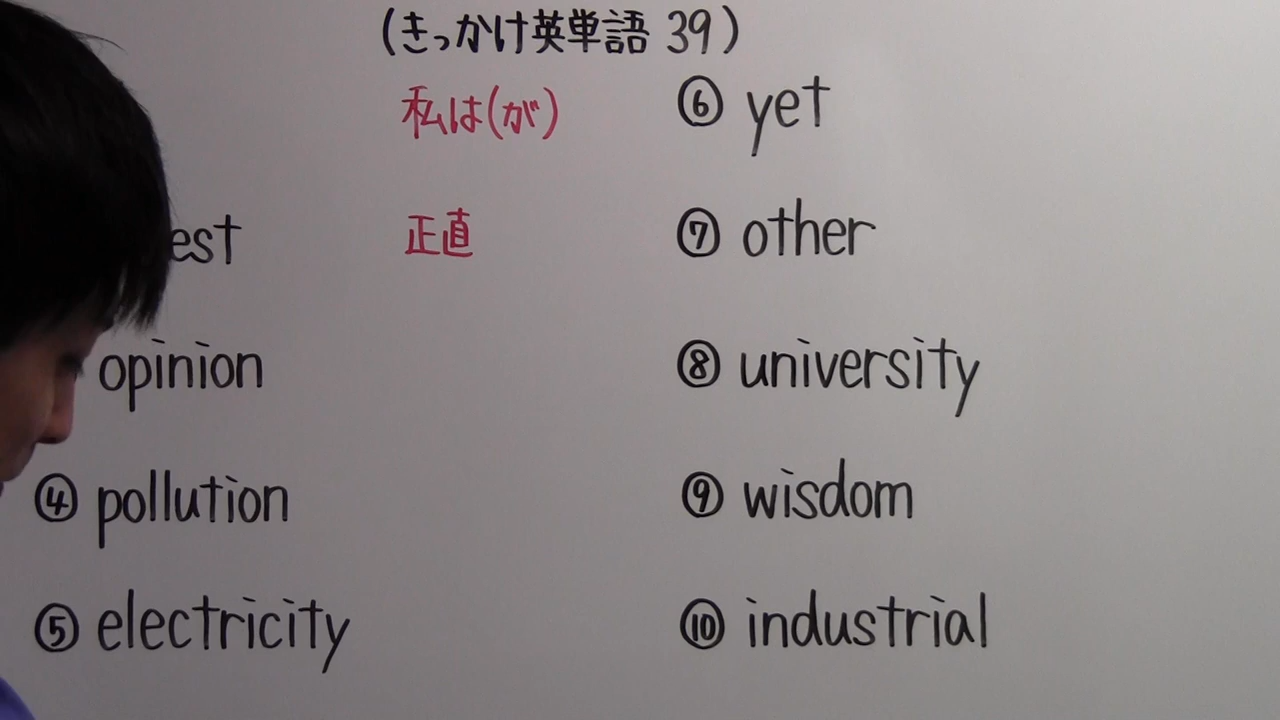 (きっかけ英単語 39)
私は(が)
est 正直
opinion
④ pollution
⑤ electricity
⑥ yet
⑦ other
⑧ university
⑨ wisdom
⑩ industrial